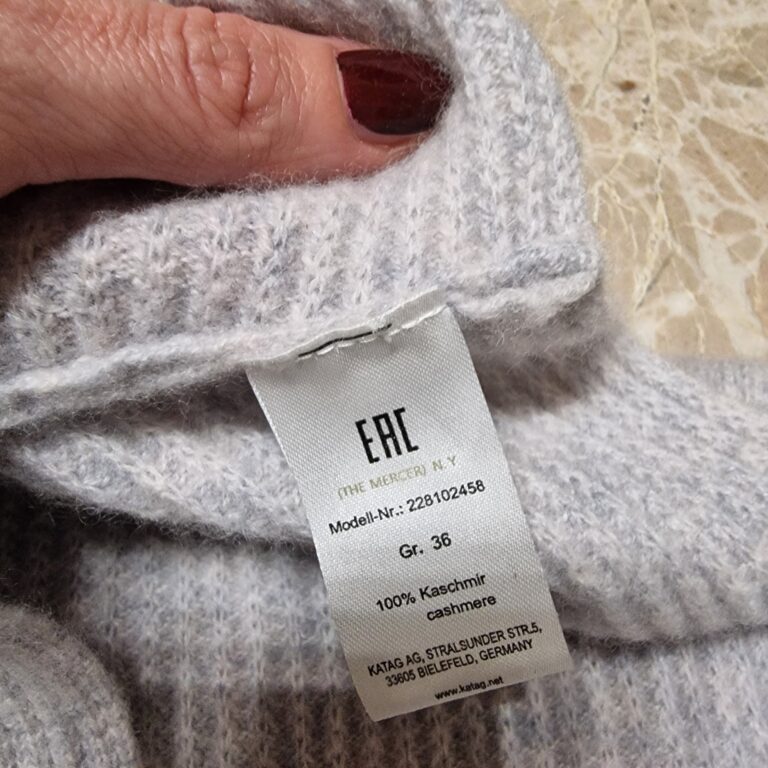 EAC
(THE MERCER) N.Y
Modell-Nr.: 228102458
Gr. 36
100% Kaschmir
cashmere
KATAG AG, STRALSUNDER STR.5,
33605 BIELEFELD, GERMANY
www.katag.net